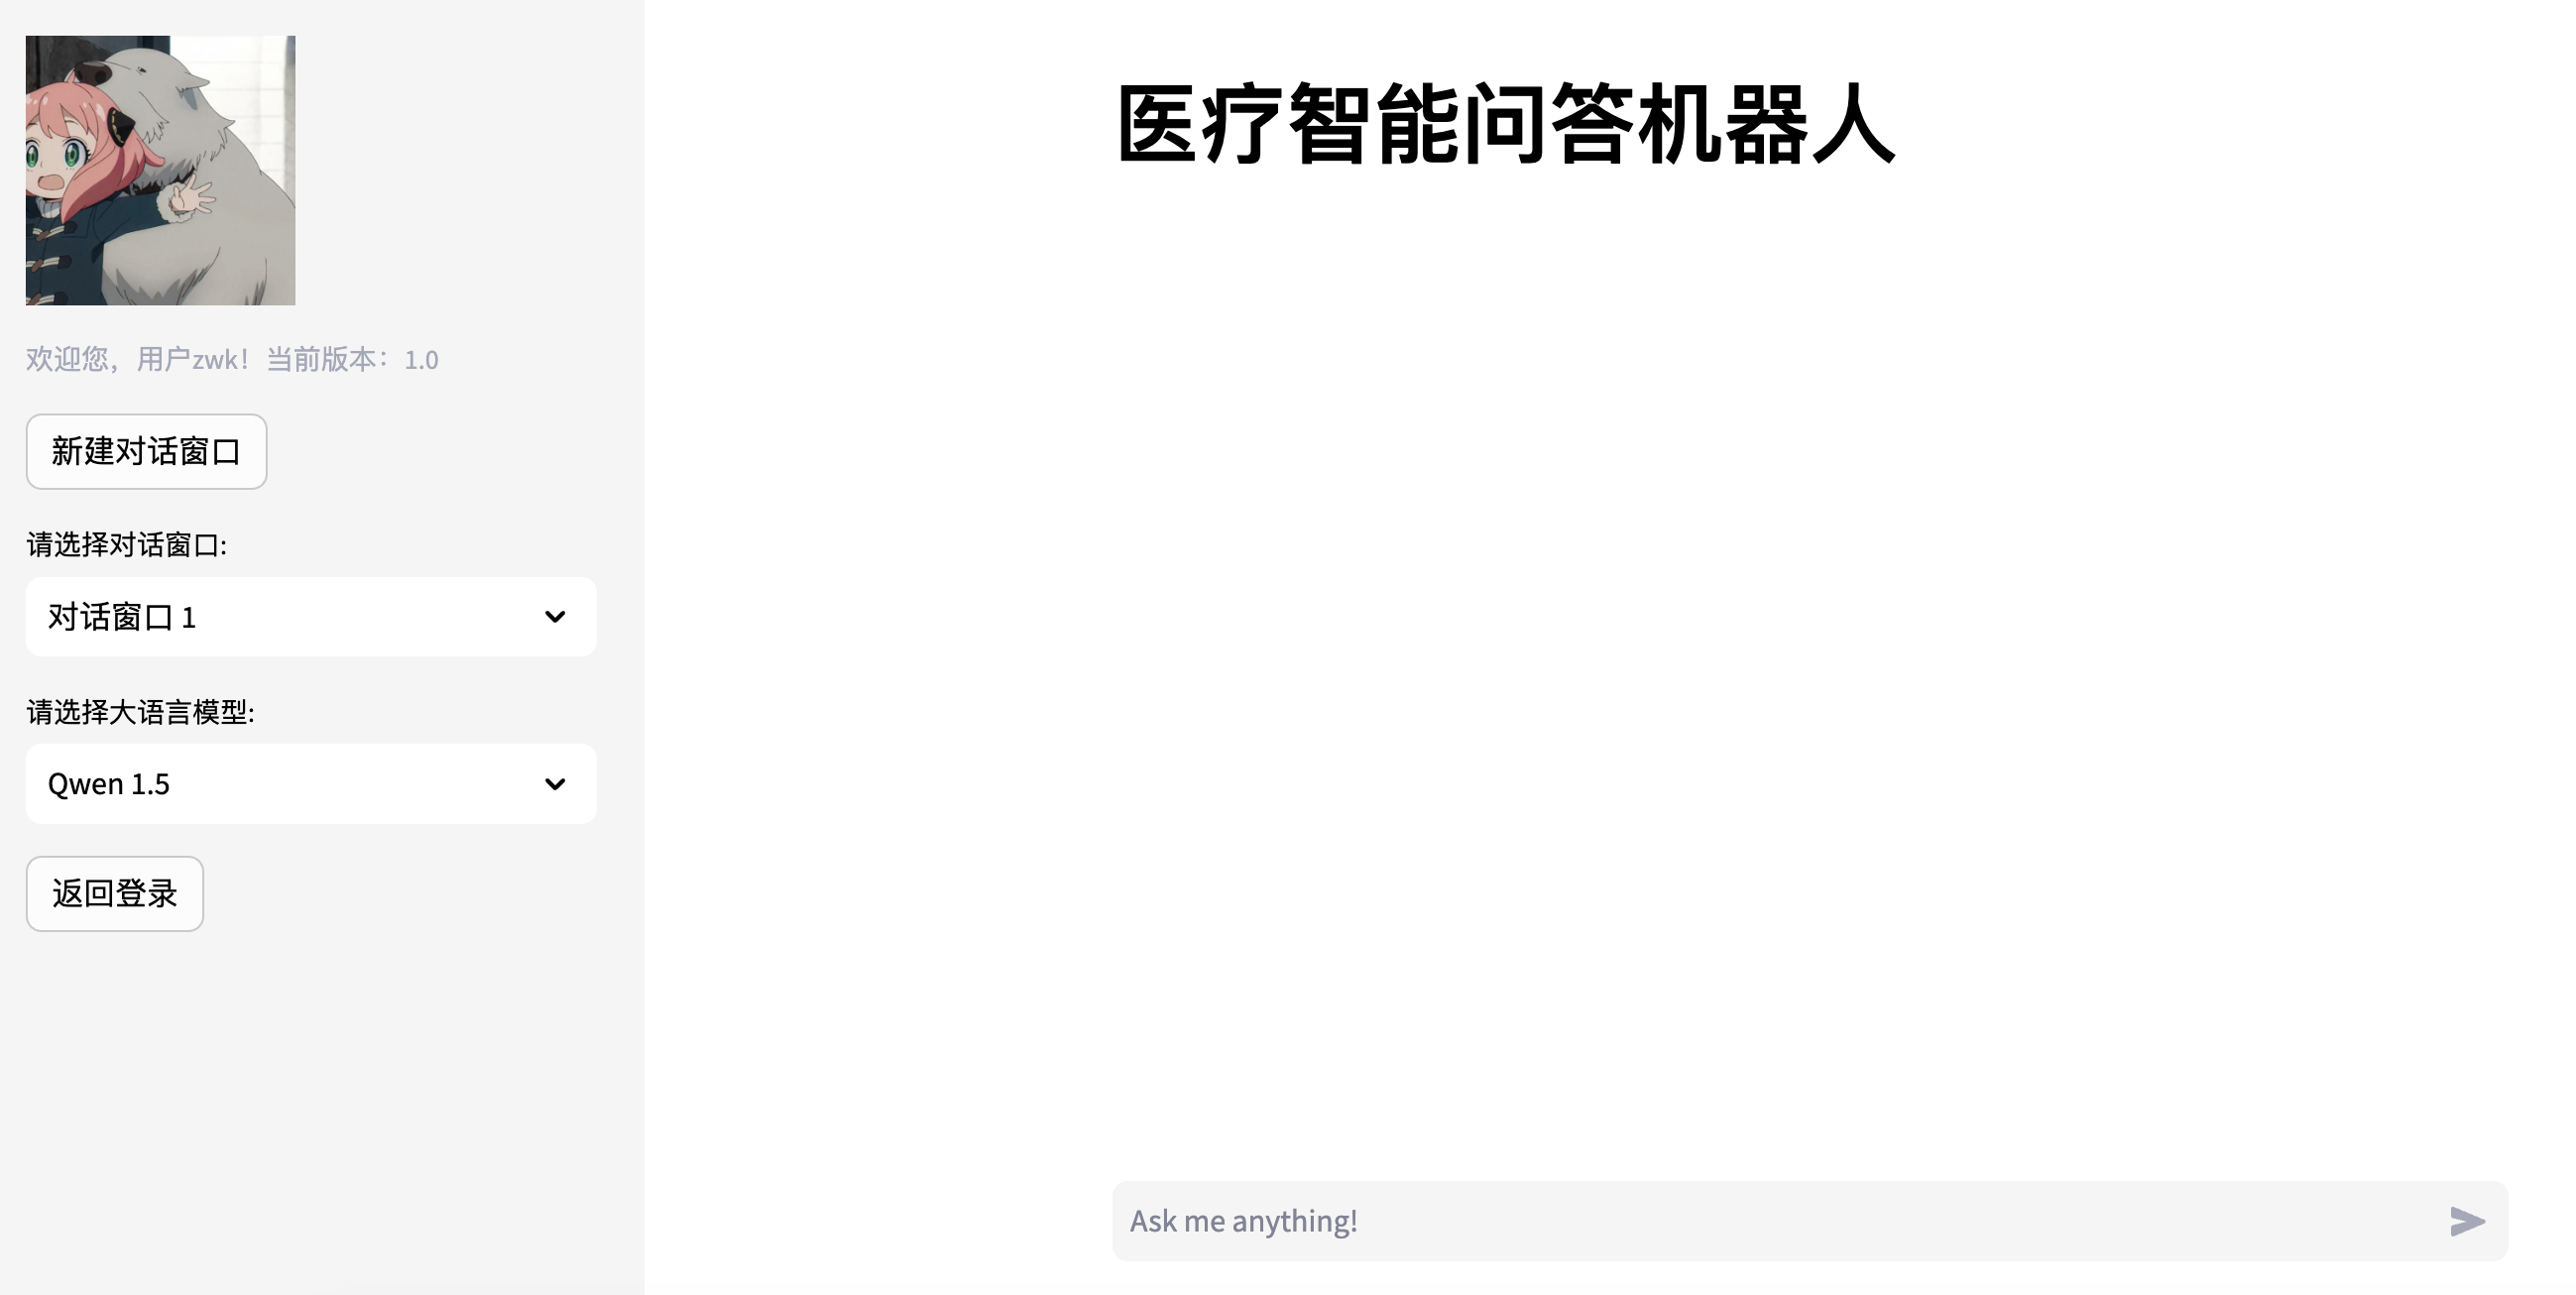 欢迎您，用户zwk！当前版本：1.0
新建对话窗口
请选择对话窗口:
对话窗口 1
请选择大语言模型:
Qwen 1.5
返回登录
医疗智能问答机器人
Ask me anything!